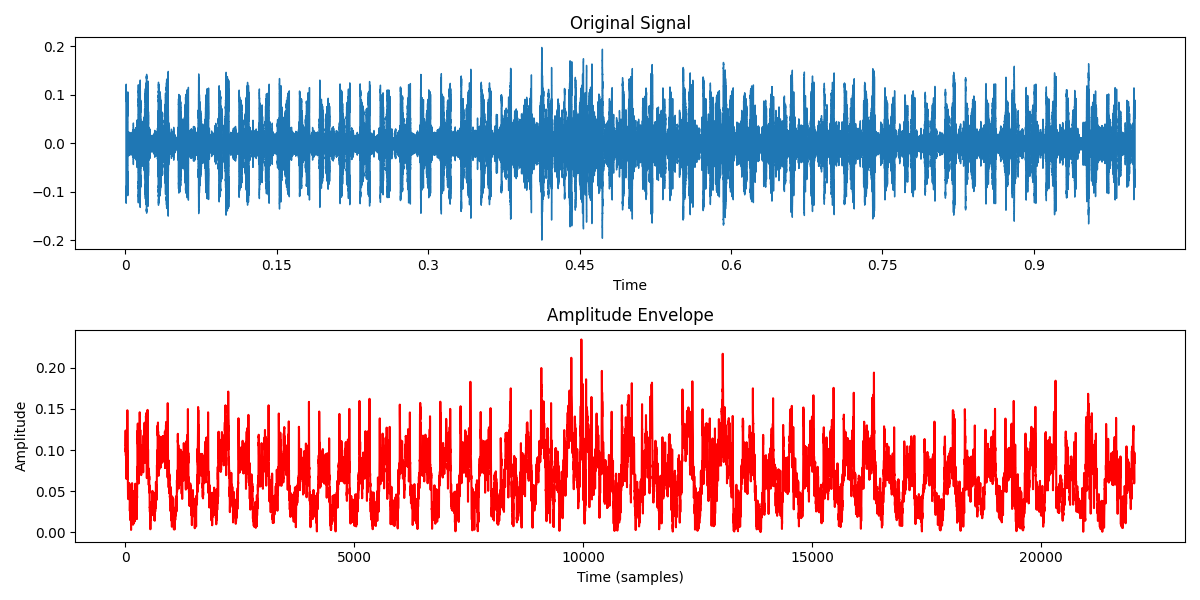 Original Signal
0.2
0.1
0.0
−0.1
−0.2
0 0.15 0.3 0.45 0.6 0.75 0.9
Time
Amplitude Envelope
Amplitude
0.20
0.15
0.10
0.05
0.00
0 5000 10000 15000 20000
Time (samples)